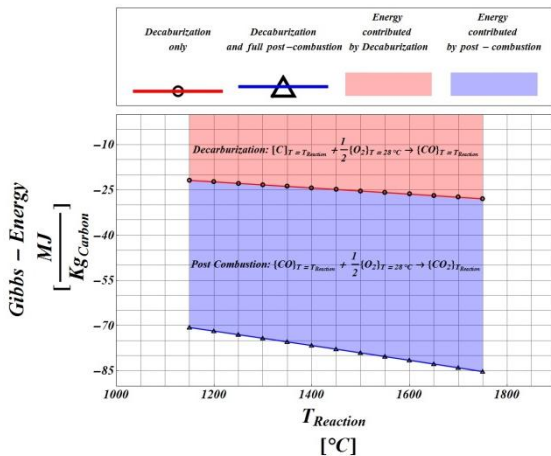 Decaburization
only
Decaburization
and full post-combustion
Energy
contributed
by Decaburization
Energy
contributed
by post - combustion
Decarburization: [C]T = TReaction + 1/2{O2}T = 28 °C → {CO}T = TReaction
Post Combustion: {CO}T = TReaction + 1/2{O2}T = 28 °C → {CO2}TReaction
Gibbs - Energy
[MJ/KgCarbon]
-10
-25
-40
-55
-70
-85
1000 1200 1400 1600 1800
TReaction
[°C]